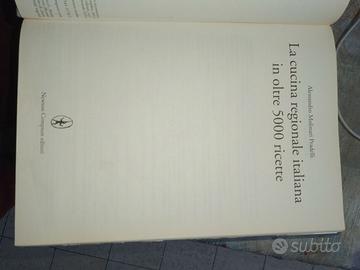 Alessandro Molinari Pradelli
La cucina regionale italiana
in oltre 5000 ricette
Newton Compton editori
subito